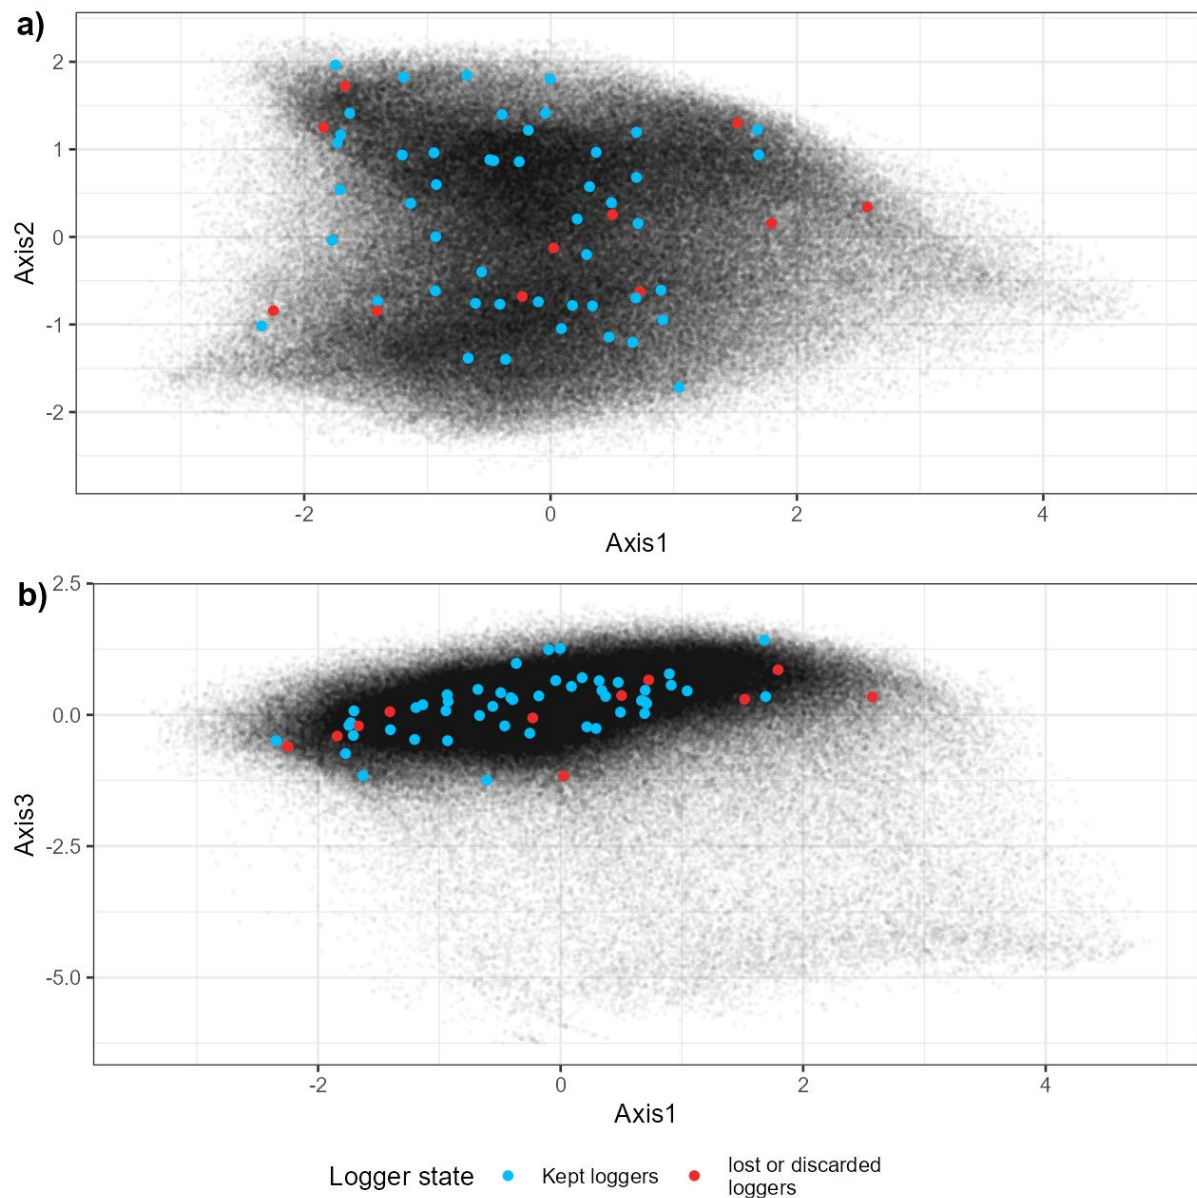 a)
2
1
0
-1
-2
Axis2
-2 0 2 4
Axis1
b)
2.5
0.0
-2.5
-5.0
Axis3
-2 0 2 4
Axis1
Logger state Kept loggers lost or discarded
loggers